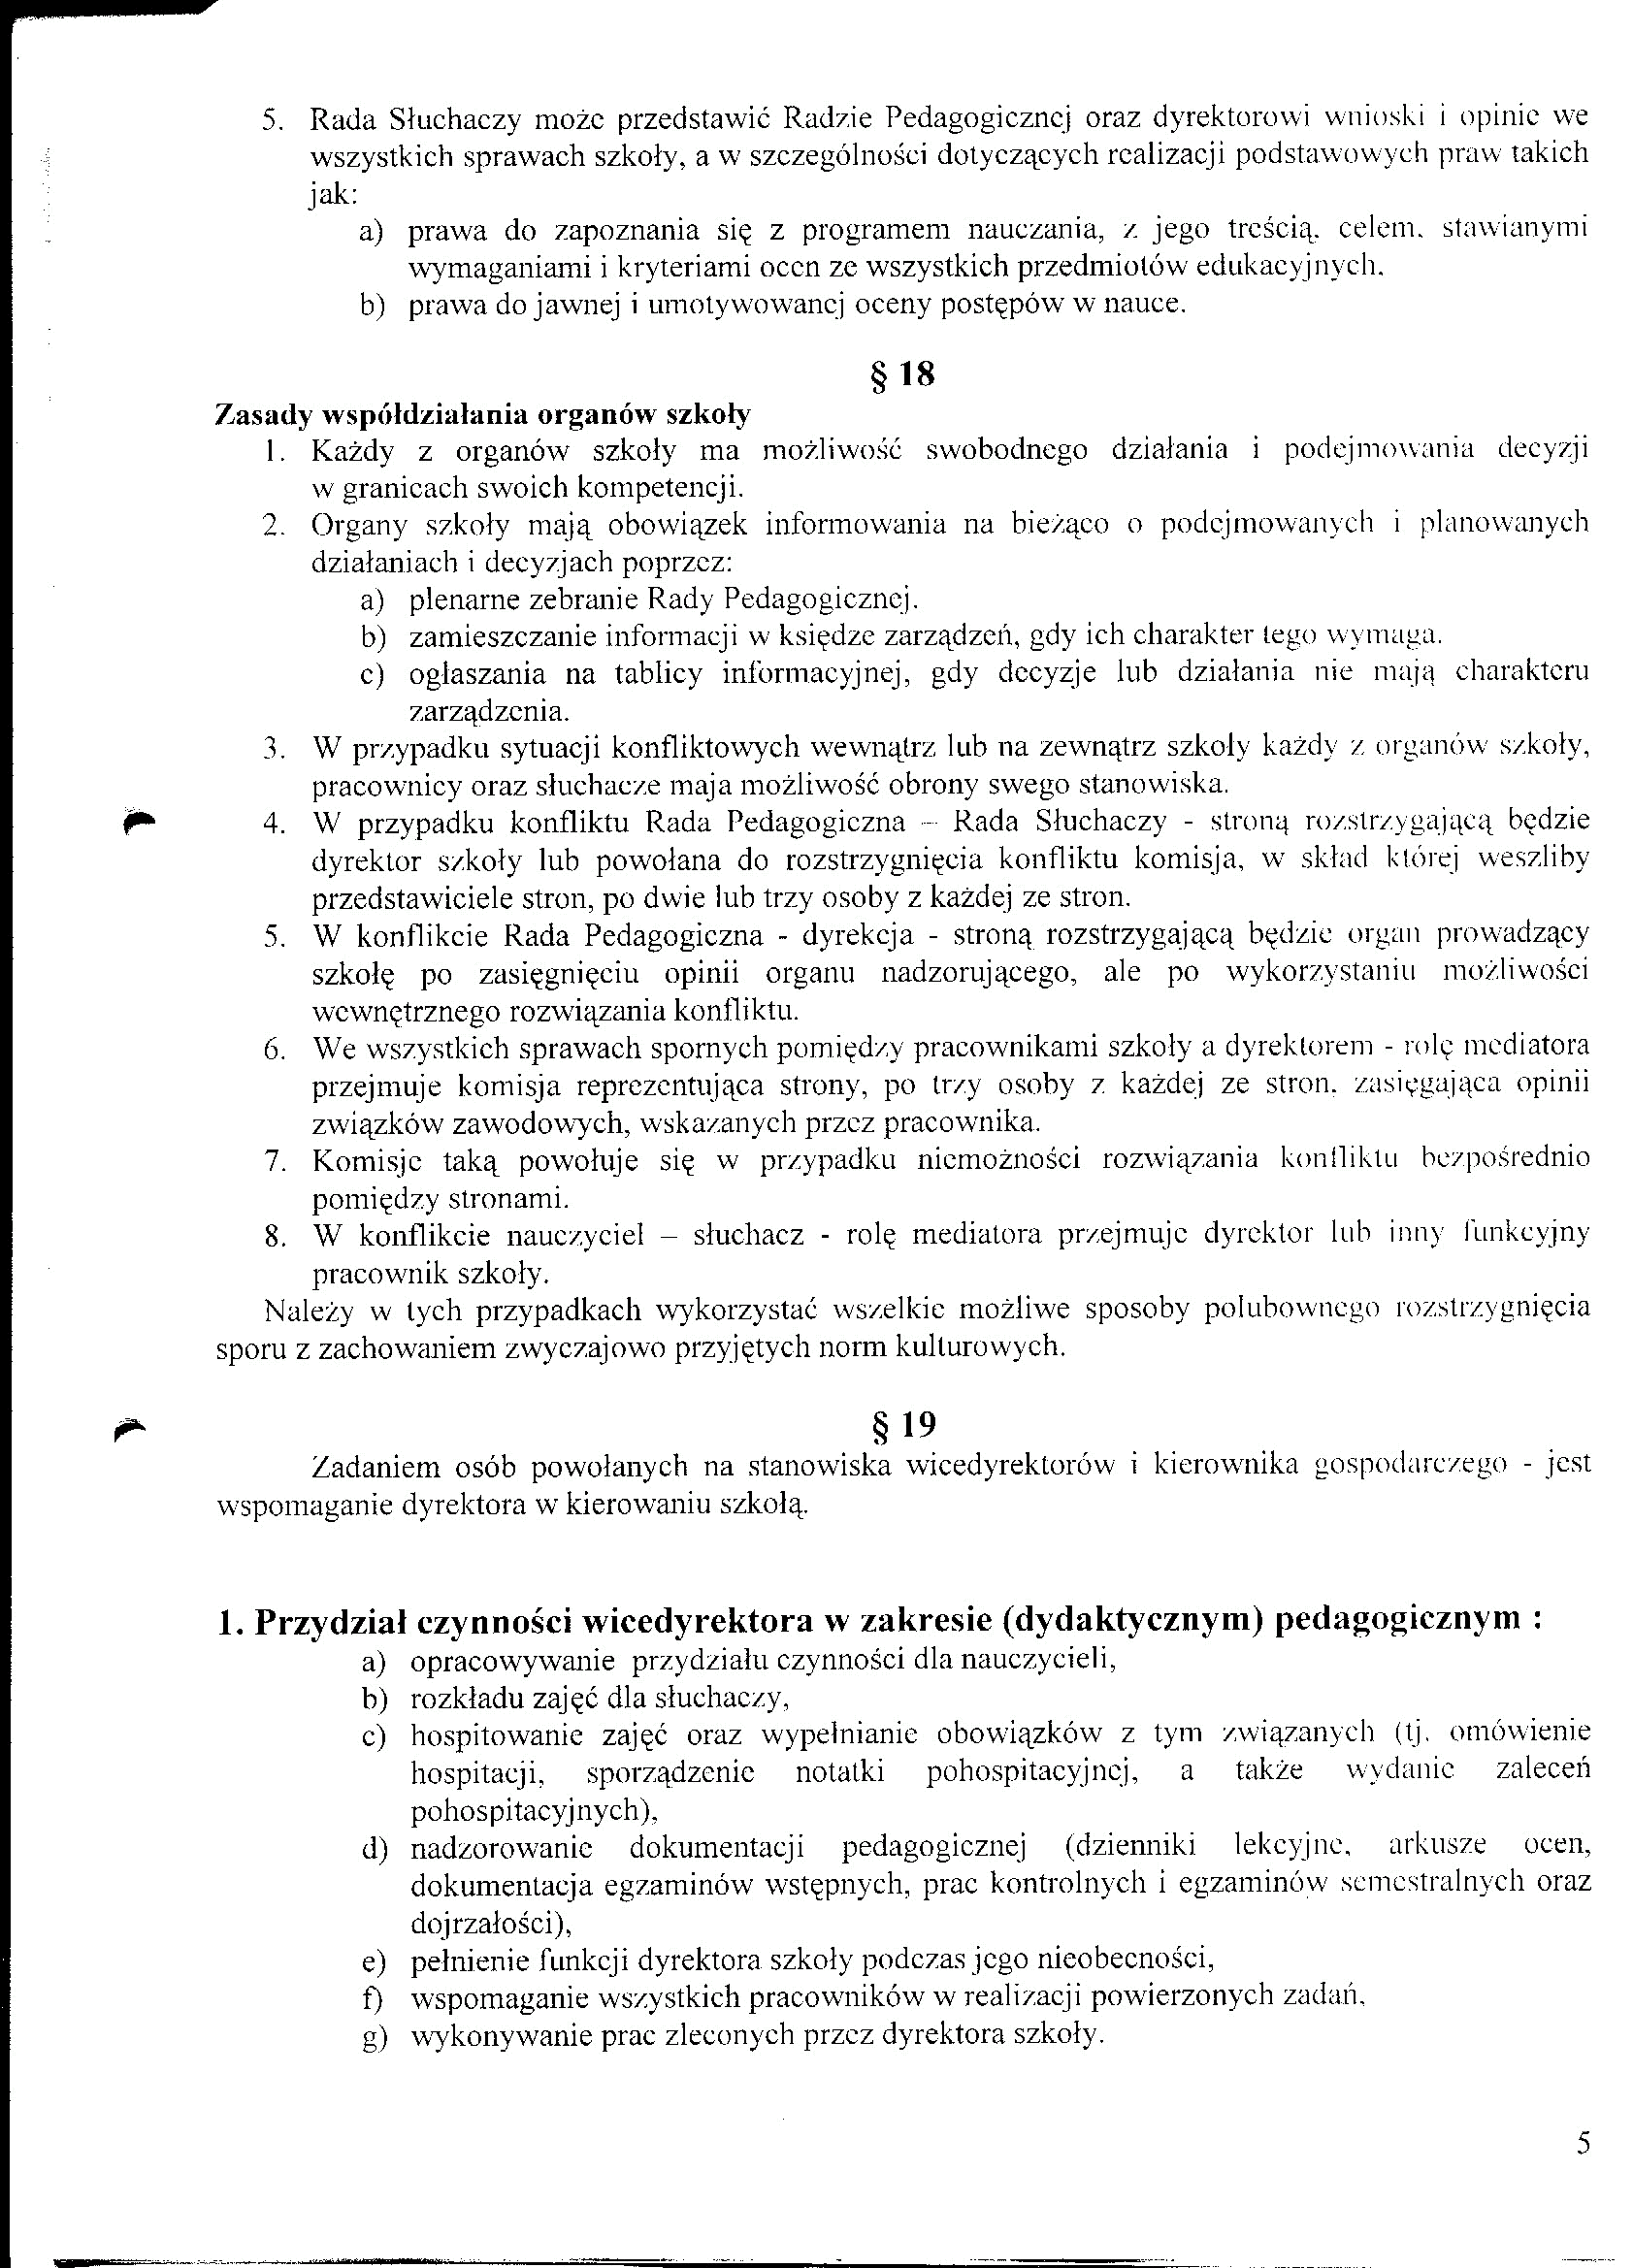 5. Rada Słuchaczy może przedstawić Radzie Pedagogicznej oraz dyrektorowi wnioski i opinie we
wszystkich sprawach szkoły, a w szczególności dotyczących realizacji podstawowych praw takich
jak:
a) prawa do zapoznania się z programem nauczania, z jego treścią, celem, stawianymi
wymaganiami i kryteriami ocen ze wszystkich przedmiotów edukacyjnych.
b) prawa do jawnej i umotywowanej oceny postępów w nauce.
§ 18
Zasady współdziałania organów szkoły
1. Każdy z organów szkoły ma możliwość swobodnego działania i podejmowania decyzji
w granicach swoich kompetencji.
2. Organy szkoły mają obowiązek informowania na bieżąco o podejmowanych i planowanych
działaniach i decyzjach poprzez:
a) plenarne zebranie Rady Pedagogicznej.
b) zamieszczanie informacji w księdze zarządzeń, gdy ich charakter tego wymaga.
c) ogłaszania na tablicy informacyjnej, gdy decyzje lub działania nie mają charakteru
zarządzenia.
3. W przypadku sytuacji konfliktowych wewnątrz lub na zewnątrz szkoły każdy z organów szkoły,
pracownicy oraz słuchacze maja możliwość obrony swego stanowiska.
4. W przypadku konfliktu Rada Pedagogiczna – Rada Słuchaczy - stroną rozstrzygającą będzie
dyrektor szkoły lub powołana do rozstrzygnięcia konfliktu komisja, w skład której weszliby
przedstawiciele stron, po dwie lub trzy osoby z każdej ze stron.
5. W konflikcie Rada Pedagogiczna - dyrekcja - stroną rozstrzygającą będzie organ prowadzący
szkołę po zasięgnięciu opinii organu nadzorującego, ale po wykorzystaniu możliwości
wewnętrznego rozwiązania konfliktu.
6. We wszystkich sprawach spornych pomiędzy pracownikami szkoły a dyrektorem - rolę mediatora
przejmuje komisja reprezentująca strony, po trzy osoby z każdej ze stron, zasięgająca opinii
związków zawodowych, wskazanych przez pracownika.
7. Komisje taką powołuje się w przypadku niemożności rozwiązania konfliktu bezpośrednio
pomiędzy stronami.
8. W konflikcie nauczyciel – słuchacz - rolę mediatora przejmuje dyrektor lub inny funkcyjny
pracownik szkoły.
Należy w tych przypadkach wykorzystać wszelkie możliwe sposoby polubownego rozstrzygnięcia
sporu z zachowaniem zwyczajowo przyjętych norm kulturowych.
§ 19
Zadaniem osób powołanych na stanowiska wicedyrektorów i kierownika gospodarczego - jest
wspomaganie dyrektora w kierowaniu szkołą.
1. Przydział czynności wicedyrektora w zakresie (dydaktycznym) pedagogicznym :
a) opracowywanie przydziału czynności dla nauczycieli,
b) rozkładu zajęć dla słuchaczy,
c) hospitowanie zajęć oraz wypełnianie obowiązków z tym związanych (tj. omówienie
hospitacji, sporządzenie notatki pohospitacyjnej, a także wydanie zaleceń
pohospitacyjnych),
d) nadzorowanie dokumentacji pedagogicznej (dzienniki lekcyjne, arkusze ocen,
dokumentacja egzaminów wstępnych, prac kontrolnych i egzaminów semestralnych oraz
dojrzałości),
e) pełnienie funkcji dyrektora szkoły podczas jego nieobecności,
f) wspomaganie wszystkich pracowników w realizacji powierzonych zadań,
g) wykonywanie prac zleconych przez dyrektora szkoły.
5